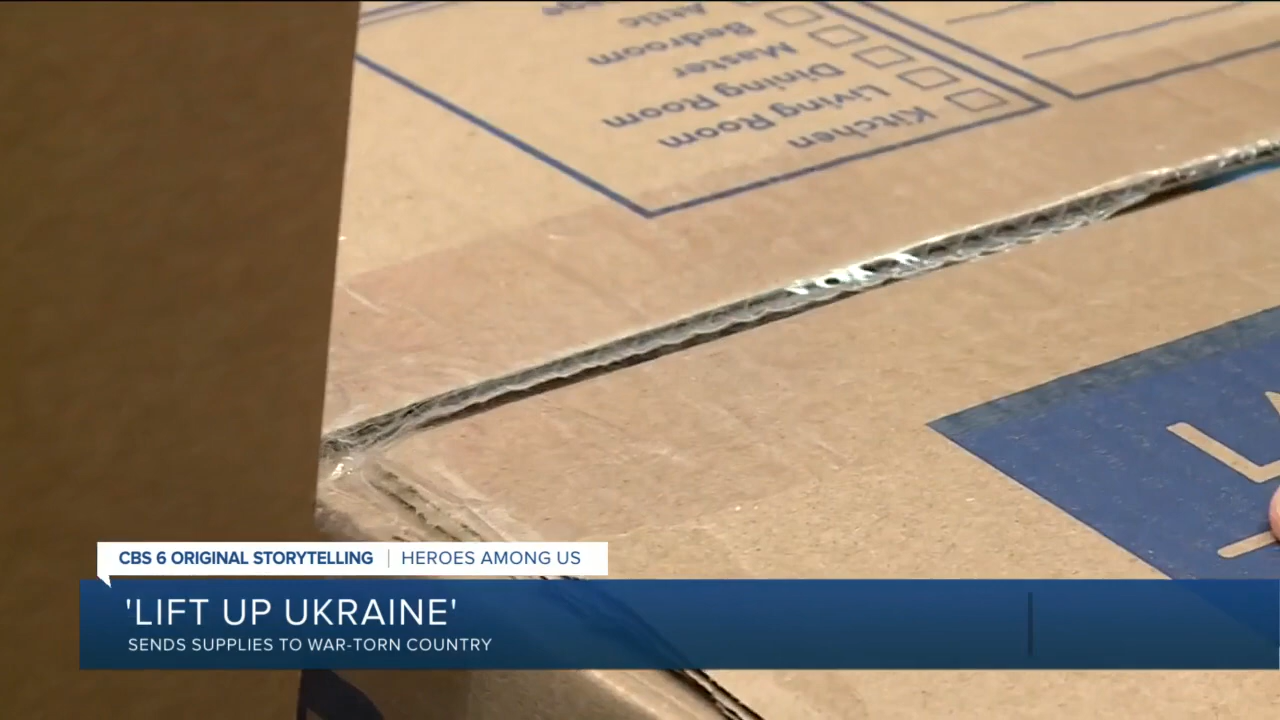 Kitchen
Living Room
Dining Room
Master
Bedroom
Attic
CBS 6 ORIGINAL STORYTELLING | HEROES AMONG US
'LIFT UP UKRAINE'
SENDS SUPPLIES TO WAR-TORN COUNTRY